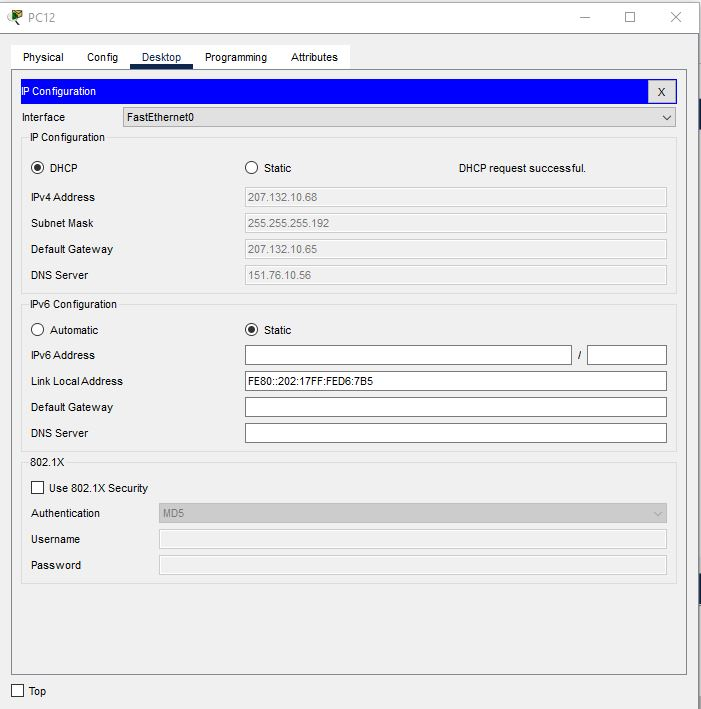 PC12
Physical Config Desktop Programming Attributes
IP Configuration X
Interface FastEthernet0
IP Configuration
DHCP Static DHCP request successful.
IPv4 Address 207.132.10.68
Subnet Mask 255.255.255.192
Default Gateway 207.132.10.65
DNS Server 151.76.10.56
IPv6 Configuration
Automatic Static
IPv6 Address /
Link Local Address FE80::202:17FF:FED6:7B5
Default Gateway
DNS Server
802.1X
Use 802.1X Security
Authentication MD5
Username
Password
Top